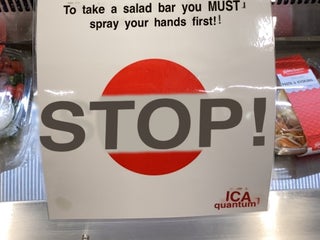 To take a salad bar you MUST
spray your hands first!!
STOP!
ICA
quantum